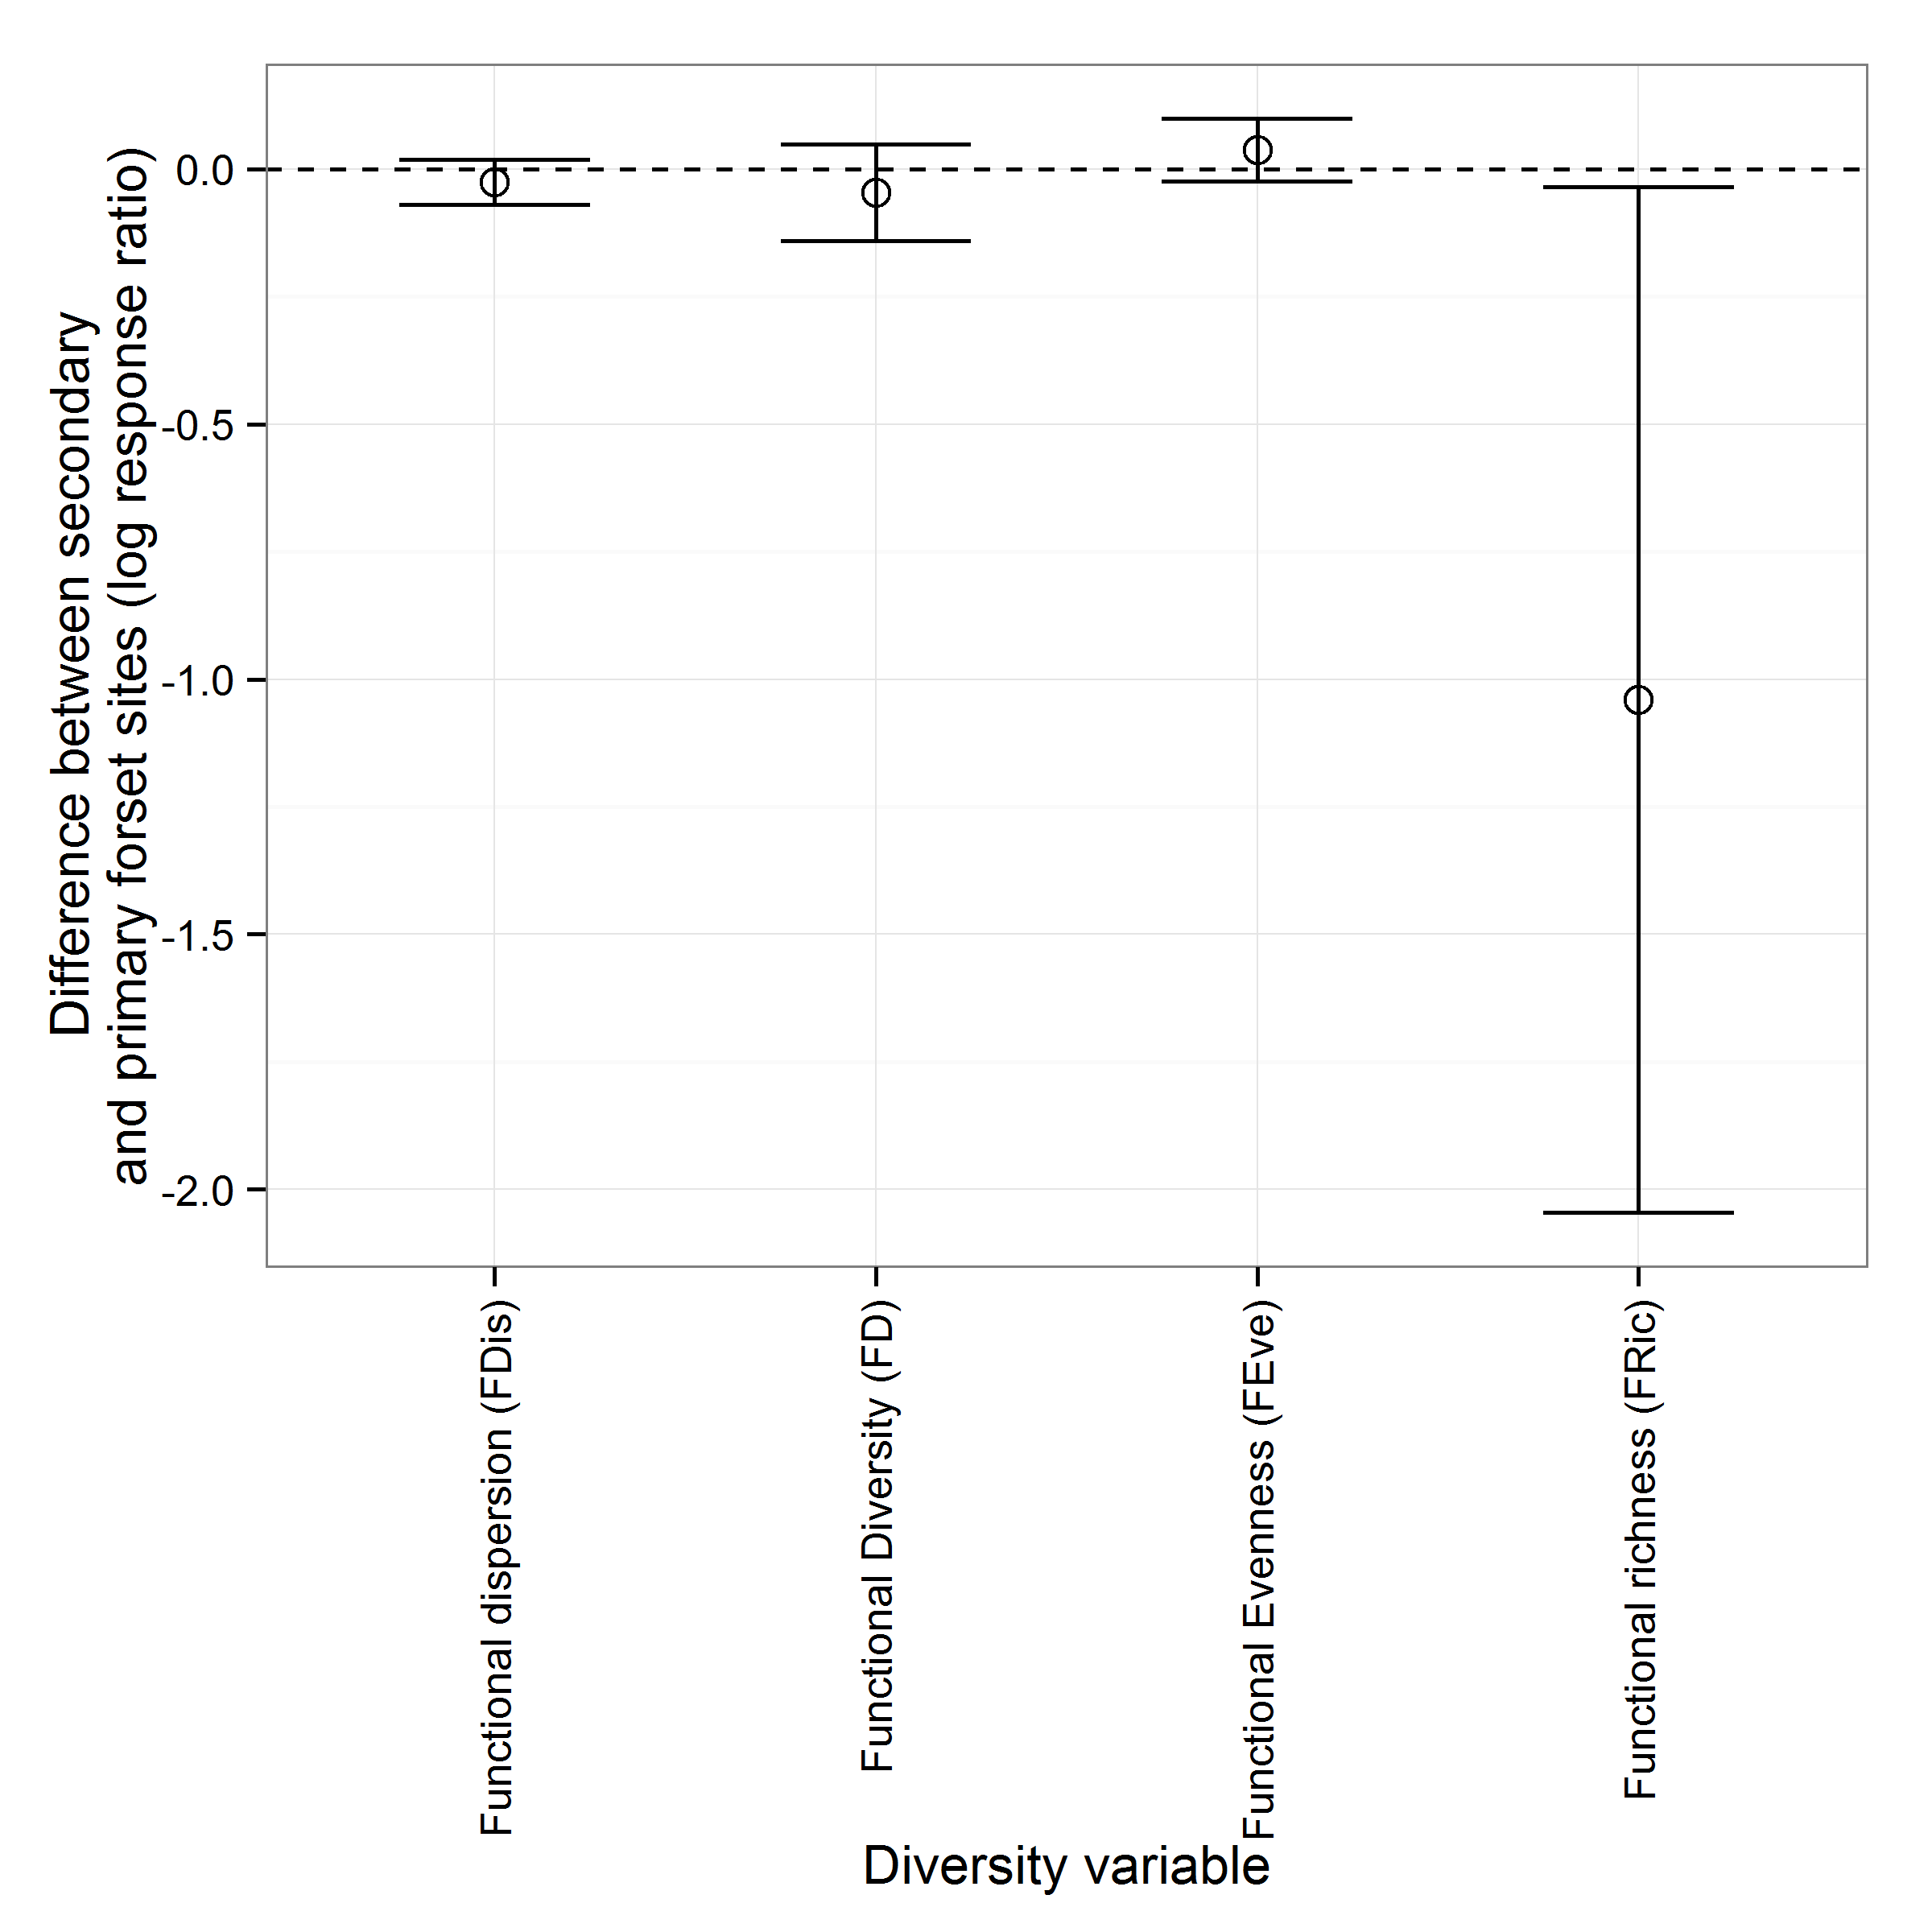 Difference between secondary
and primary forset sites (log response ratio)
0.0
-0.5
-1.0
-1.5
-2.0
Functional dispersion (FDis)
Functional Diversity (FD)
Functional Evenness (FEve)
Functional richness (FRic)
Diversity variable